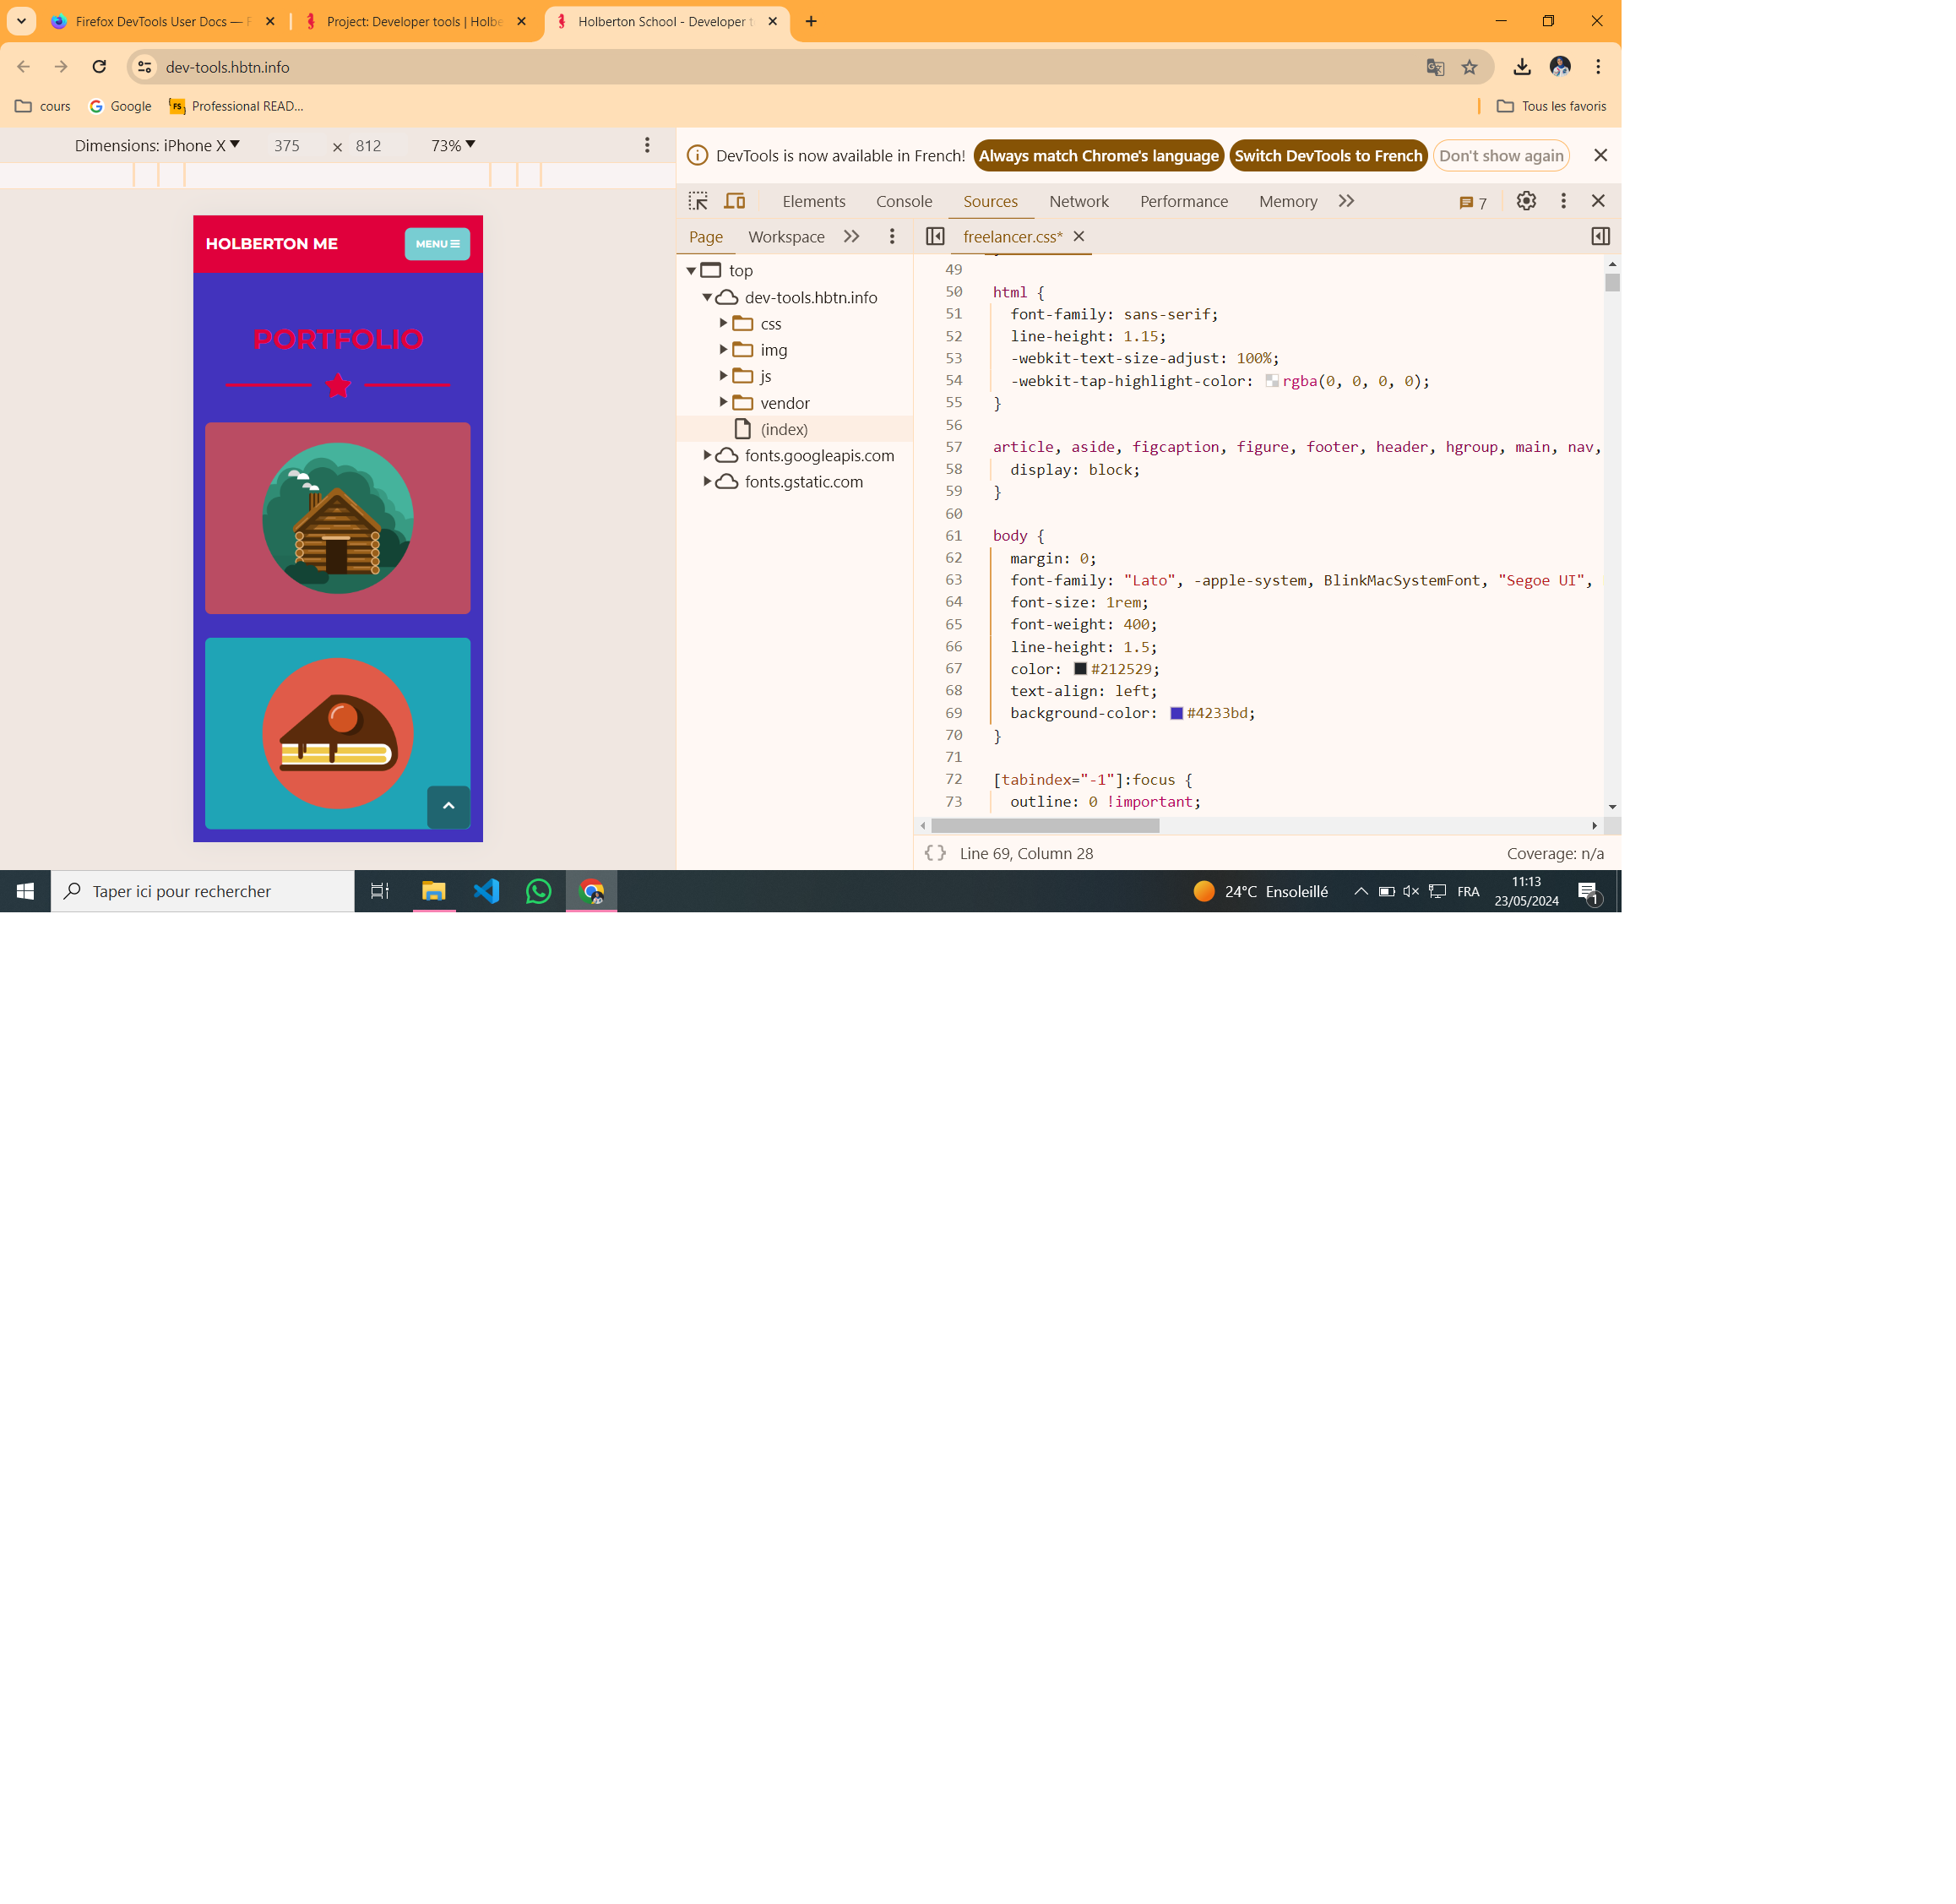 Firefox DevTools User Docs — F
Project: Developer tools | Holbe
Holberton School - Developer t
dev-tools.hbtn.info
cours
Google
Professional READ...
Tous les favoris
Dimensions: iPhone X 375 × 812 73%
DevTools is now available in French! Always match Chrome's language Switch DevTools to French Don't show again
Elements Console Sources Network Performance Memory 7
Page Workspace freelancer.css*
top
dev-tools.hbtn.info
css
img
js
vendor
(index)
fonts.googleapis.com
fonts.gstatic.com
HOLBERTON ME MENU
PORTFOLIO
49
50 html {
51 font-family: sans-serif;
52 line-height: 1.15;
53 -webkit-text-size-adjust: 100%;
54 -webkit-tap-highlight-color: rgba(0, 0, 0, 0);
55 }
56
57 article, aside, figcaption, figure, footer, header, hgroup, main, nav,
58 display: block;
59 }
60
61 body {
62 margin: 0;
63 font-family: "Lato", -apple-system, BlinkMacSystemFont, "Segoe UI",
64 font-size: 1rem;
65 font-weight: 400;
66 line-height: 1.5;
67 color: #212529;
68 text-align: left;
69 background-color: #4233bd;
70 }
71
72 [tabindex="-1"]:focus {
73 outline: 0 !important;
{ } Line 69, Column 28 Coverage: n/a
Taper ici pour rechercher
24°C Ensoleillé
FRA
11:13
23/05/2024
1